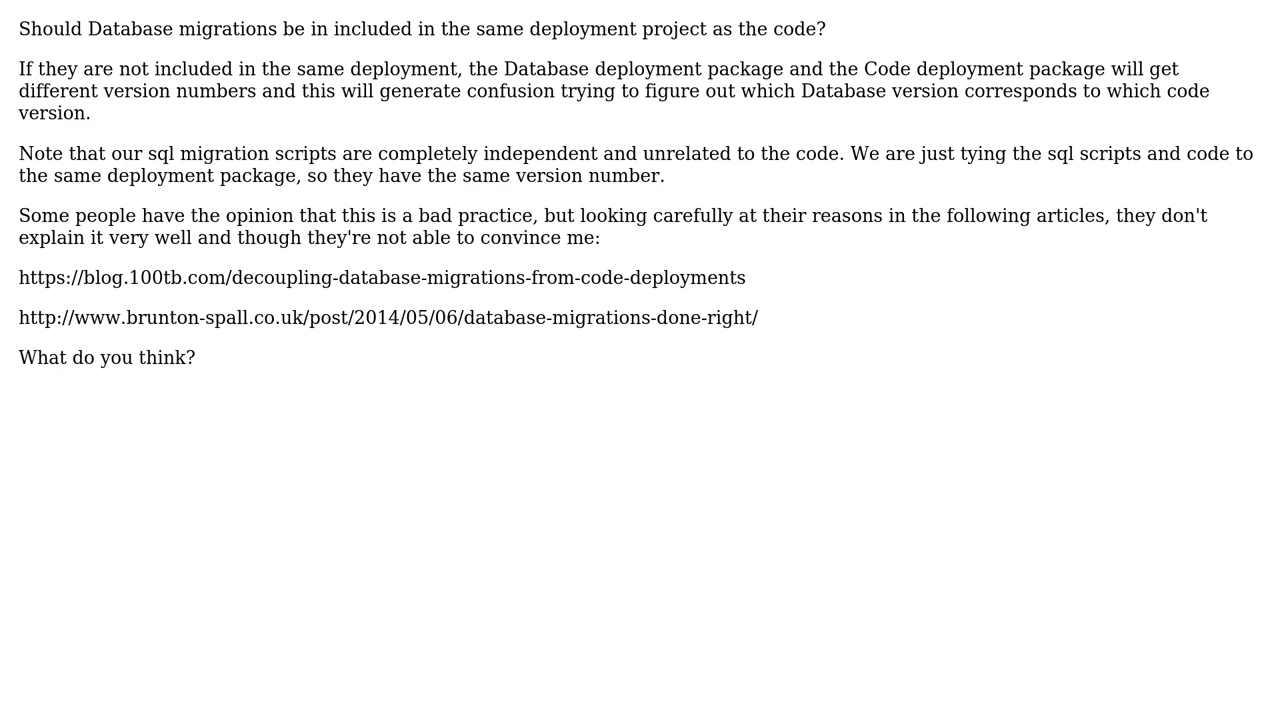 Should Database migrations be in included in the same deployment project as the code?
If they are not included in the same deployment, the Database deployment package and the Code deployment package will get
different version numbers and this will generate confusion trying to figure out which Database version corresponds to which code
version.
Note that our sql migration scripts are completely independent and unrelated to the code. We are just tying the sql scripts and code to
the same deployment package, so they have the same version number.
Some people have the opinion that this is a bad practice, but looking carefully at their reasons in the following articles, they don't
explain it very well and though they're not able to convince me:
https://blog.100tb.com/decoupling-database-migrations-from-code-deployments
http://www.brunton-spall.co.uk/post/2014/05/06/database-migrations-done-right/
What do you think?